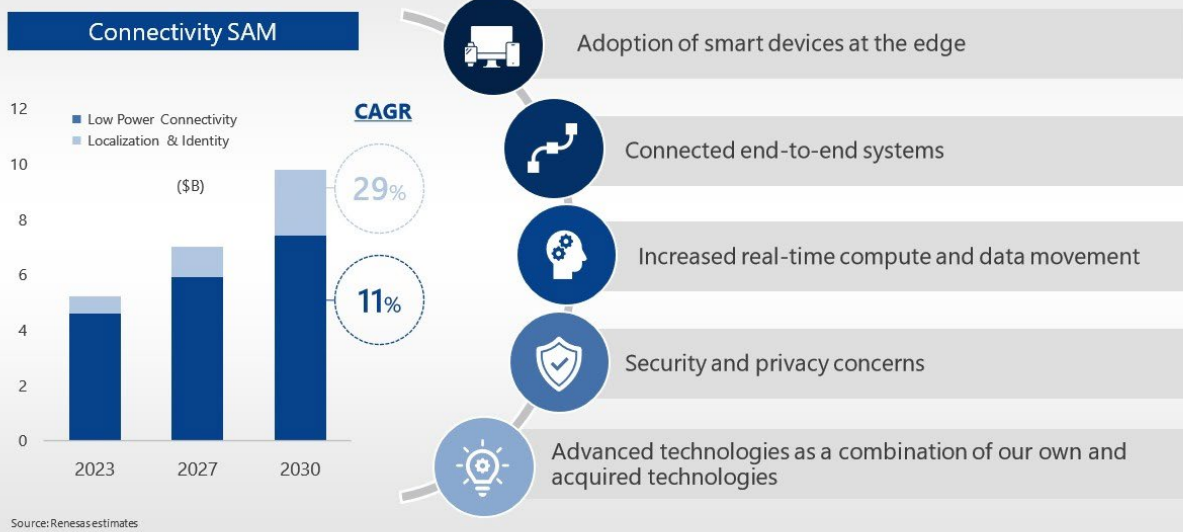 Connectivity SAM
12
10
8
6
4
2
0
Low Power Connectivity
Localization & Identity
($B)
CAGR
29%
11%
2023
2027
2030
Source: Renesas estimates
Adoption of smart devices at the edge
Connected end-to-end systems
Increased real-time compute and data movement
Security and privacy concerns
Advanced technologies as a combination of our own and
acquired technologies